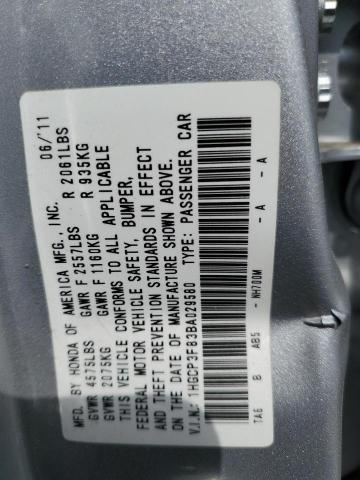 MFD. BY HONDA OF AMERICA MFG., INC. 06/'11
GVWR 4575LBS GAWR F 2557LBS R 2061LBS
GVWR 2075KG GAWR F 1160KG R 935KG
THIS VEHICLE CONFORMS TO ALL APPLICABLE
FEDERAL MOTOR VEHICLE SAFETY, BUMPER,
AND THEFT PREVENTION STANDARDS IN EFFECT
ON THE DATE OF MANUFACTURE SHOWN ABOVE.
V.I.N.: 1HGCP3F83BA029580 TYPE: PASSENGER CAR
TA6 B AB5 - NH700M - A - A